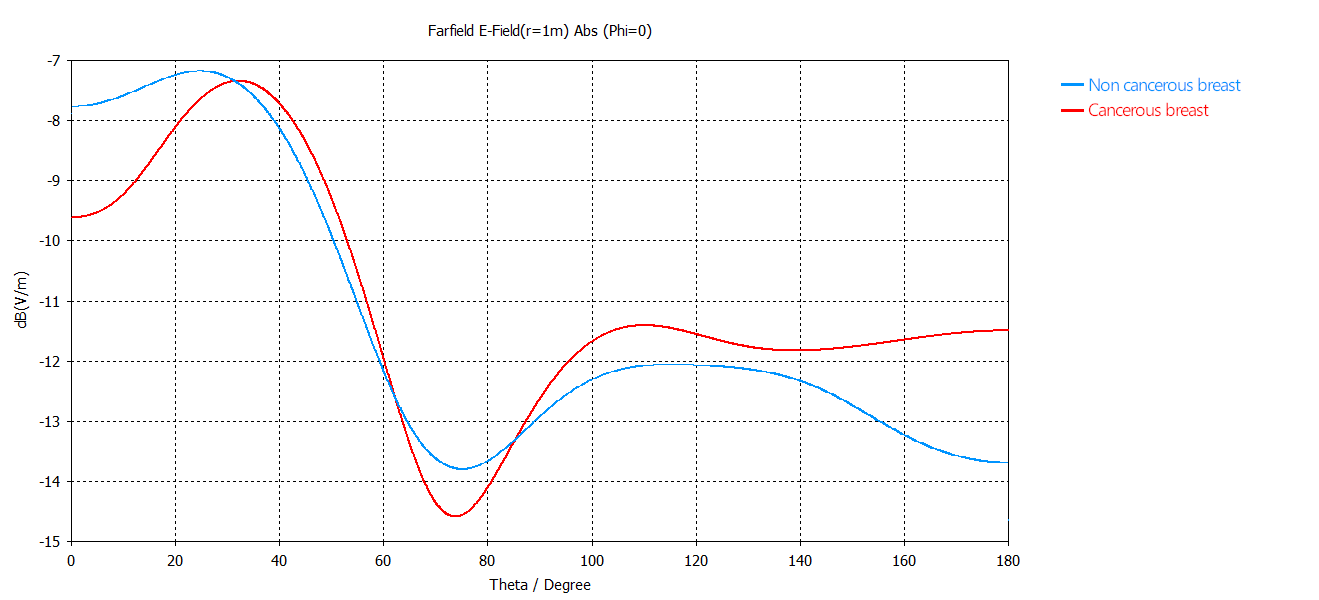 Farfield E-Field(r=1m) Abs (Phi=0)
Non cancerous breast
Cancerous breast
dB(V/m)
-7
-8
-9
-10
-11
-12
-13
-14
-15
0 20 40 60 80 100 120 140 160 180
Theta / Degree